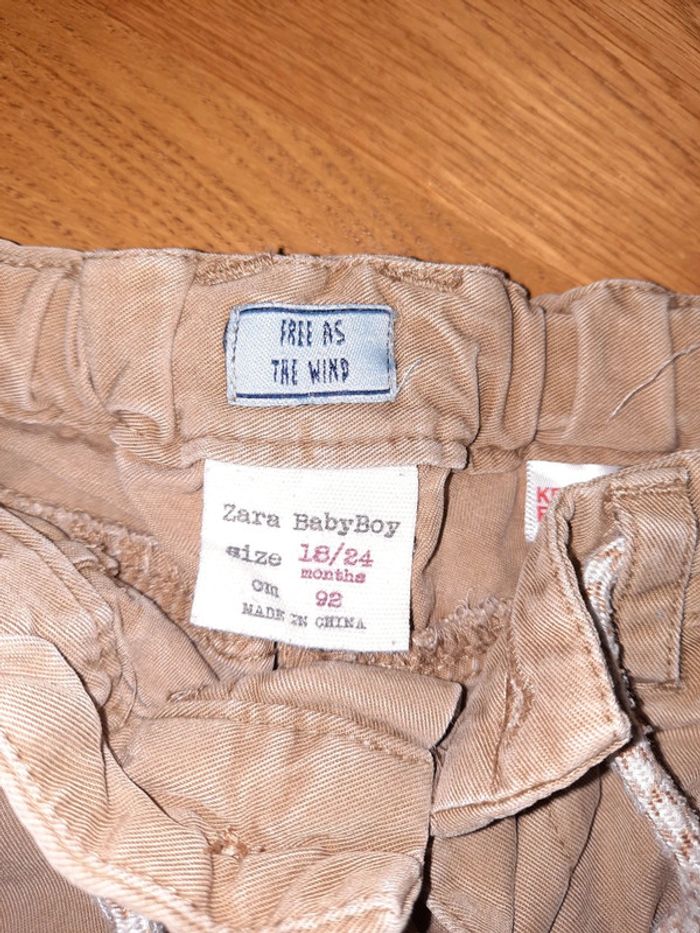 FREE AS
THE WIND
Zara BabyBoy
size 18/24
months
cm 92
MADE IN CHINA